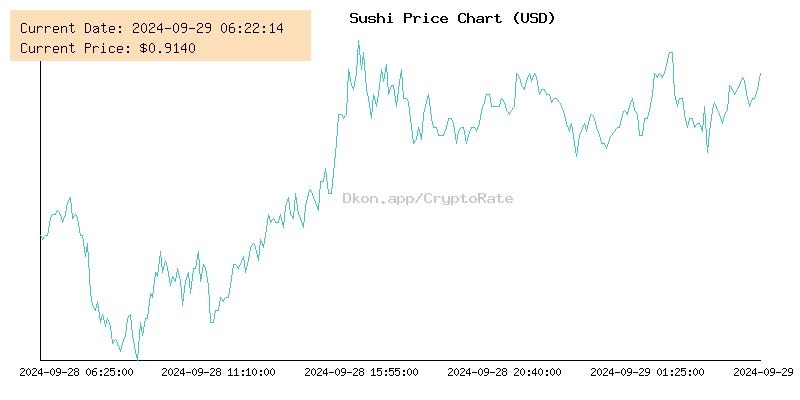 Sushi Price Chart (USD)
Current Date: 2024-09-29 06:22:14
Current Price: $0.9140
Dkon.app/CryptoRate
2024-09-28 06:25:00 2024-09-28 11:10:00 2024-09-28 15:55:00 2024-09-28 20:40:00 2024-09-29 01:25:00 2024-09-29